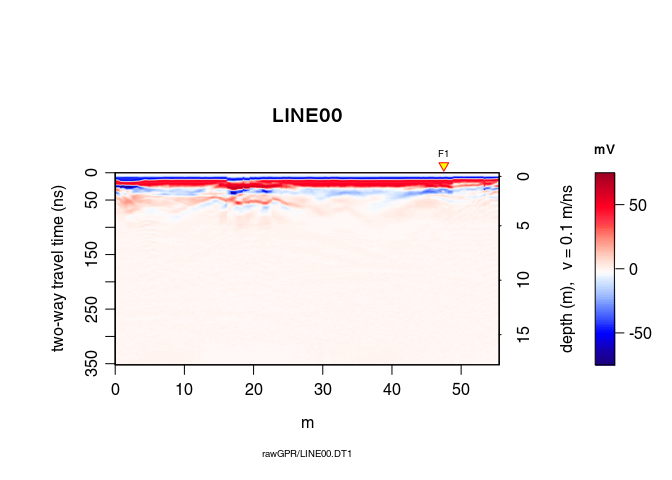 LINE00
F1
mV
0
50
150
250
350
two-way travel time (ns)
0
5
10
15
depth (m),   v = 0.1 m/ns
50
0
-50
0
10
20
30
40
50
m
rawGPR/LINE00.DT1